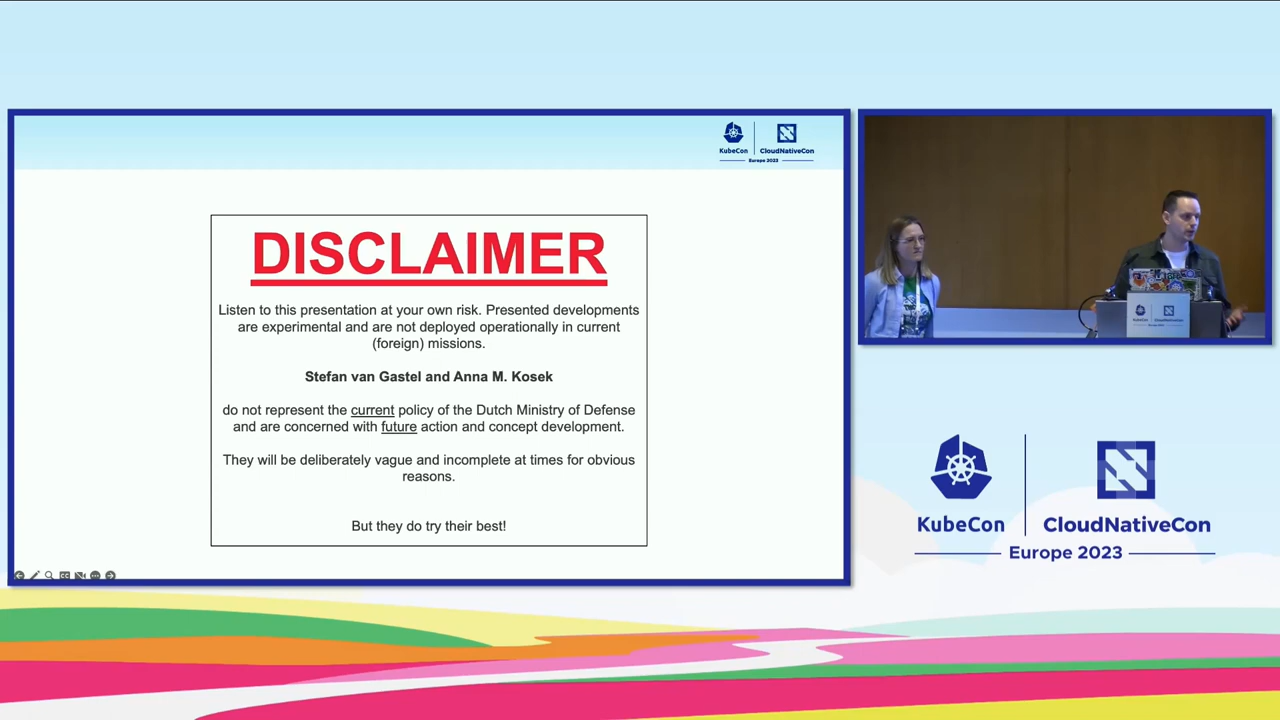 KubeCon
CloudNativeCon
Europe 2023
DISCLAIMER
Listen to this presentation at your own risk. Presented developments
are experimental and are not deployed operationally in current
(foreign) missions.
Stefan van Gastel and Anna M. Kosek
do not represent the current policy of the Dutch Ministry of Defense
and are concerned with future action and concept development.
They will be deliberately vague and incomplete at times for obvious
reasons.
But they do try their best!
KubeCon
CloudNativeCon
Europe 2023